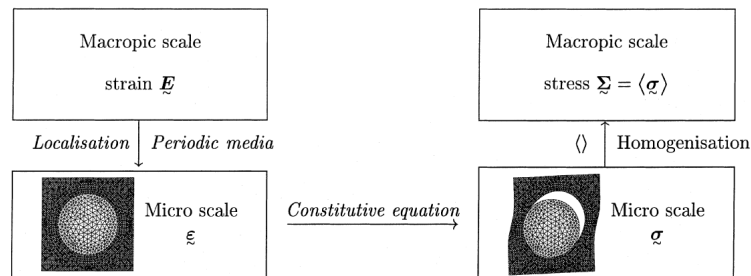 Macropic scale
strain Ḛ
Localisation
Periodic media
Micro scale
ε̰
Constitutive equation
Macropic scale
stress Σ̰ = ⟨σ̰⟩
⟨⟩
Homogenisation
Micro scale
σ̰